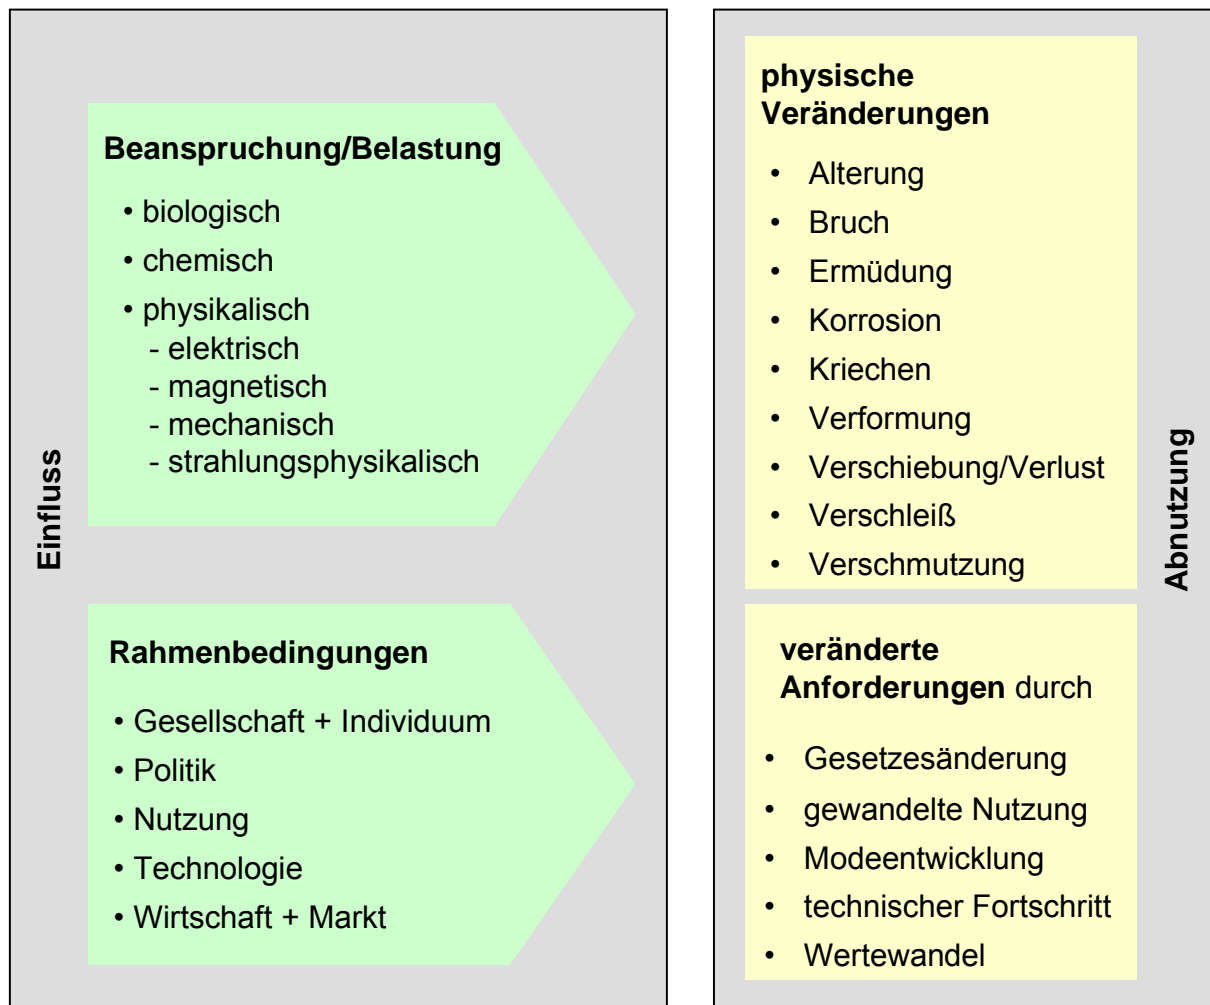 Einfluss
Beanspruchung/Belastung
• biologisch
• chemisch
• physikalisch
- elektrisch
- magnetisch
- mechanisch
- strahlungsphysikalisch
Rahmenbedingungen
• Gesellschaft + Individuum
• Politik
• Nutzung
• Technologie
• Wirtschaft + Markt
physische
Veränderungen
• Alterung
• Bruch
• Ermüdung
• Korrosion
• Kriechen
• Verformung
• Verschiebung/Verlust
• Verschleiß
• Verschmutzung
veränderte
Anforderungen durch
• Gesetzesänderung
• gewandelte Nutzung
• Modeentwicklung
• technischer Fortschritt
• Wertewandel
Abnutzung